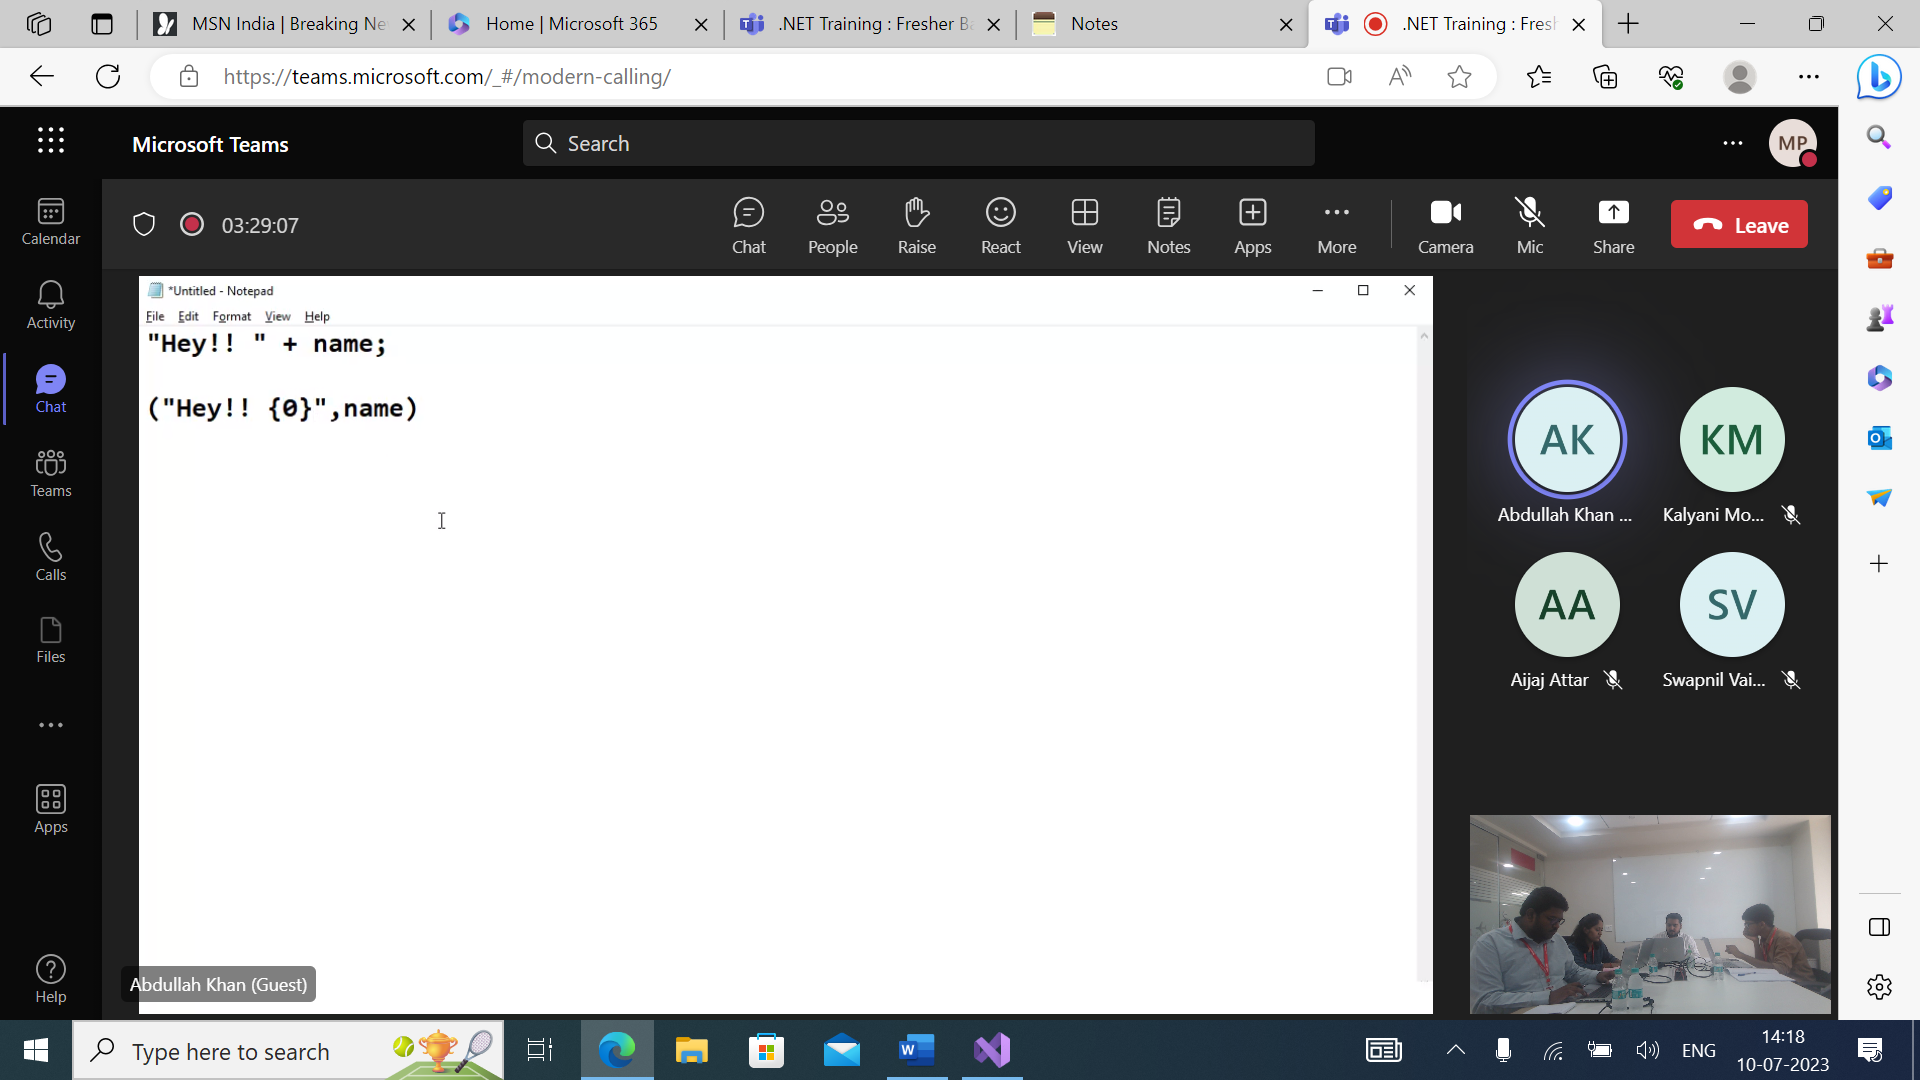 MSN India | Breaking Ne
Home | Microsoft 365
.NET Training : Fresher Ba
Notes
.NET Training : Fresh
https://teams.microsoft.com/_#/modern-calling/
Microsoft Teams
Search
MP
Calendar
Activity
Chat
Teams
Calls
Files
Apps
Help
03:29:07
Chat
People
Raise
React
View
Notes
Apps
More
Camera
Mic
Share
Leave
*Untitled - Notepad
File Edit Format View Help
"Hey!! " + name;
("Hey!! {0}",name)
Abdullah Khan (Guest)
AK
Abdullah Khan ...
KM
Kalyani Mo...
AA
Aijaj Attar
SV
Swapnil Vai...
Type here to search
ENG
14:18
10-07-2023